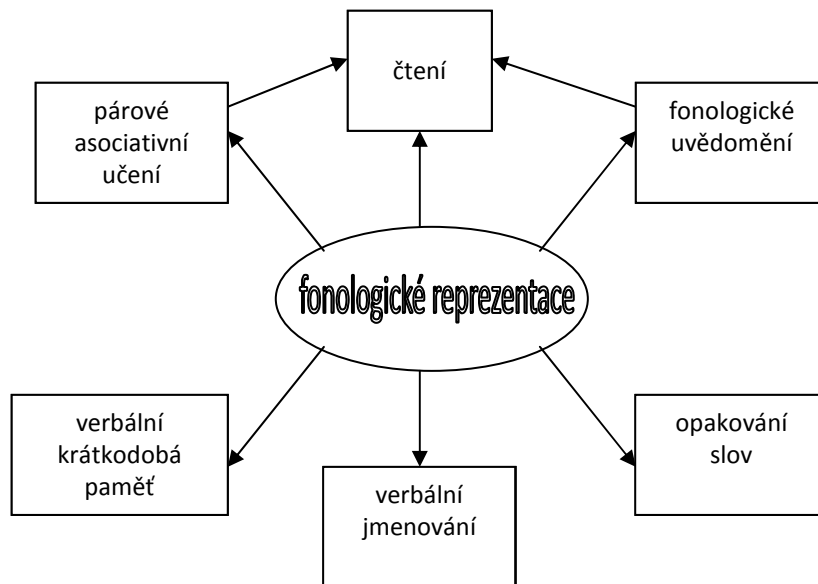 čtení
párové
asociativní
učení
fonologické
uvědomění
fonologické reprezentace
verbální
krátkodobá
paměť
verbální
jmenování
opakování
slov